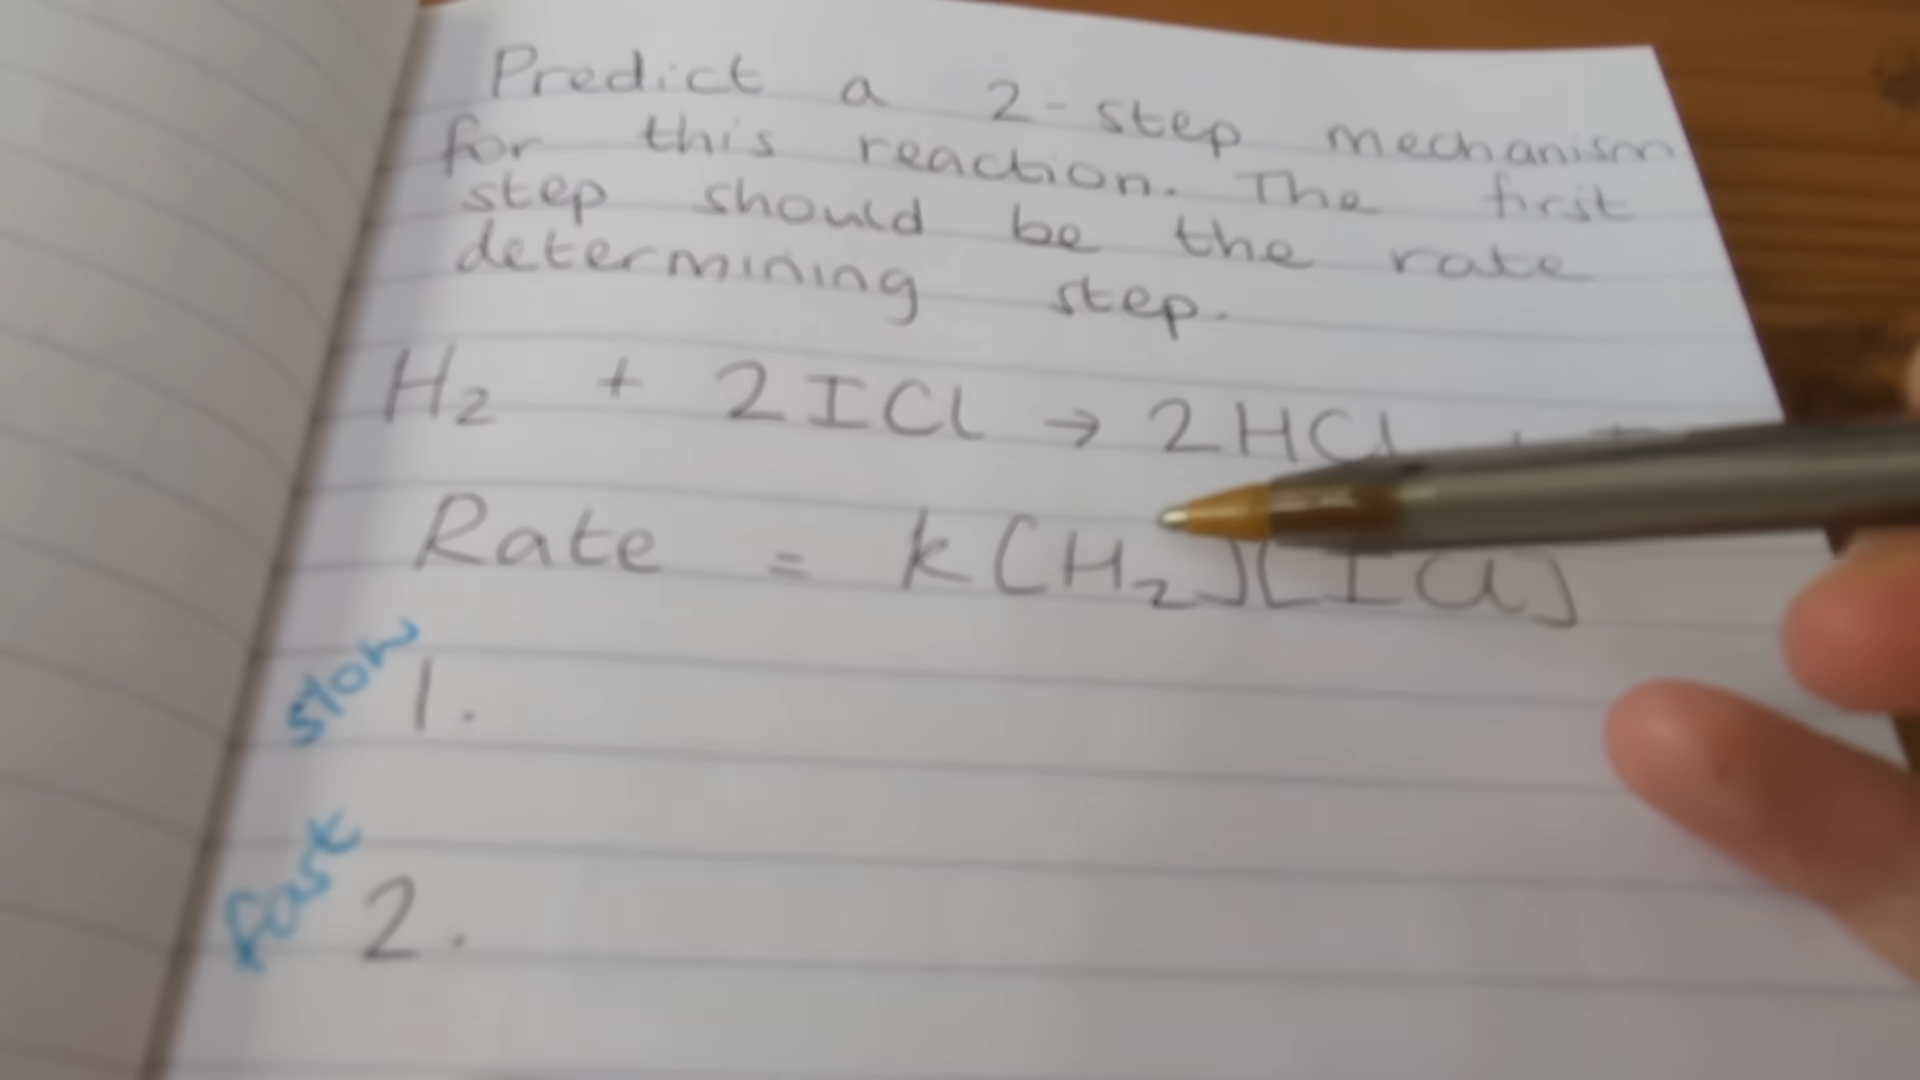 Predict a 2-step mechanism
for this reaction. The first
step should be the rate
determining step.
H₂ + 2ICl → 2HCl +
Rate = k[H₂][ICl]
slow 1.
fast 2.